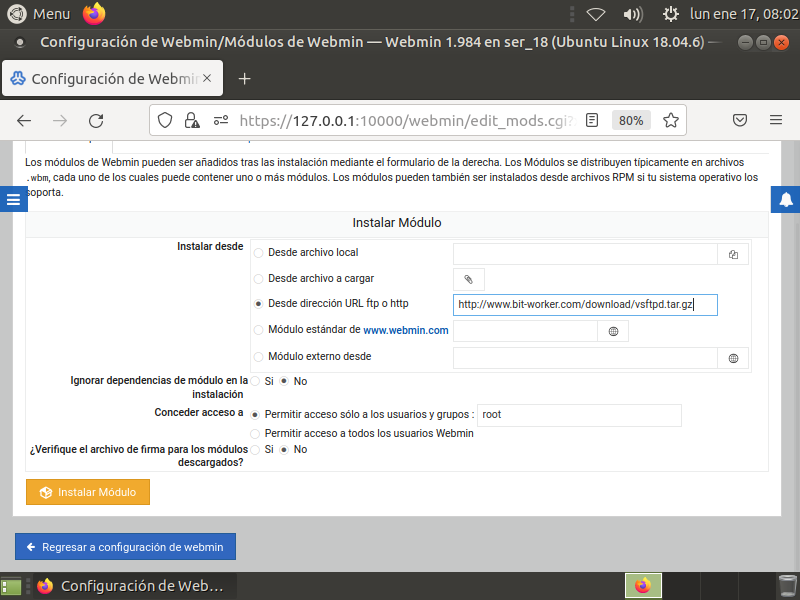 Menu
lun ene 17, 08:02
Configuración de Webmin/Módulos de Webmin — Webmin 1.984 en ser_18 (Ubuntu Linux 18.04.6) —
Configuración de Webmin
https://127.0.0.1:10000/webmin/edit_mods.cgi?
80%
Los módulos de Webmin pueden ser añadidos tras las instalación mediante el formulario de la derecha. Los Módulos se distribuyen típicamente en archivos
.wbm, cada uno de los cuales puede contener uno o más módulos. Los módulos pueden también ser instalados desde archivos RPM si tu sistema operativo los
soporta.
Instalar Módulo
Instalar desde
Desde archivo local
Desde archivo a cargar
Desde dirección URL ftp o http
http://www.bit-worker.com/download/vsftpd.tar.gz
Módulo estándar de www.webmin.com
Módulo externo desde
Ignorar dependencias de módulo en la
instalación
Si No
Conceder acceso a
Permitir acceso sólo a los usuarios y grupos :
root
Permitir acceso a todos los usuarios Webmin
¿Verifique el archivo de firma para los módulos
descargados?
Si No
Instalar Módulo
Regresar a configuración de webmin
Configuración de Web...